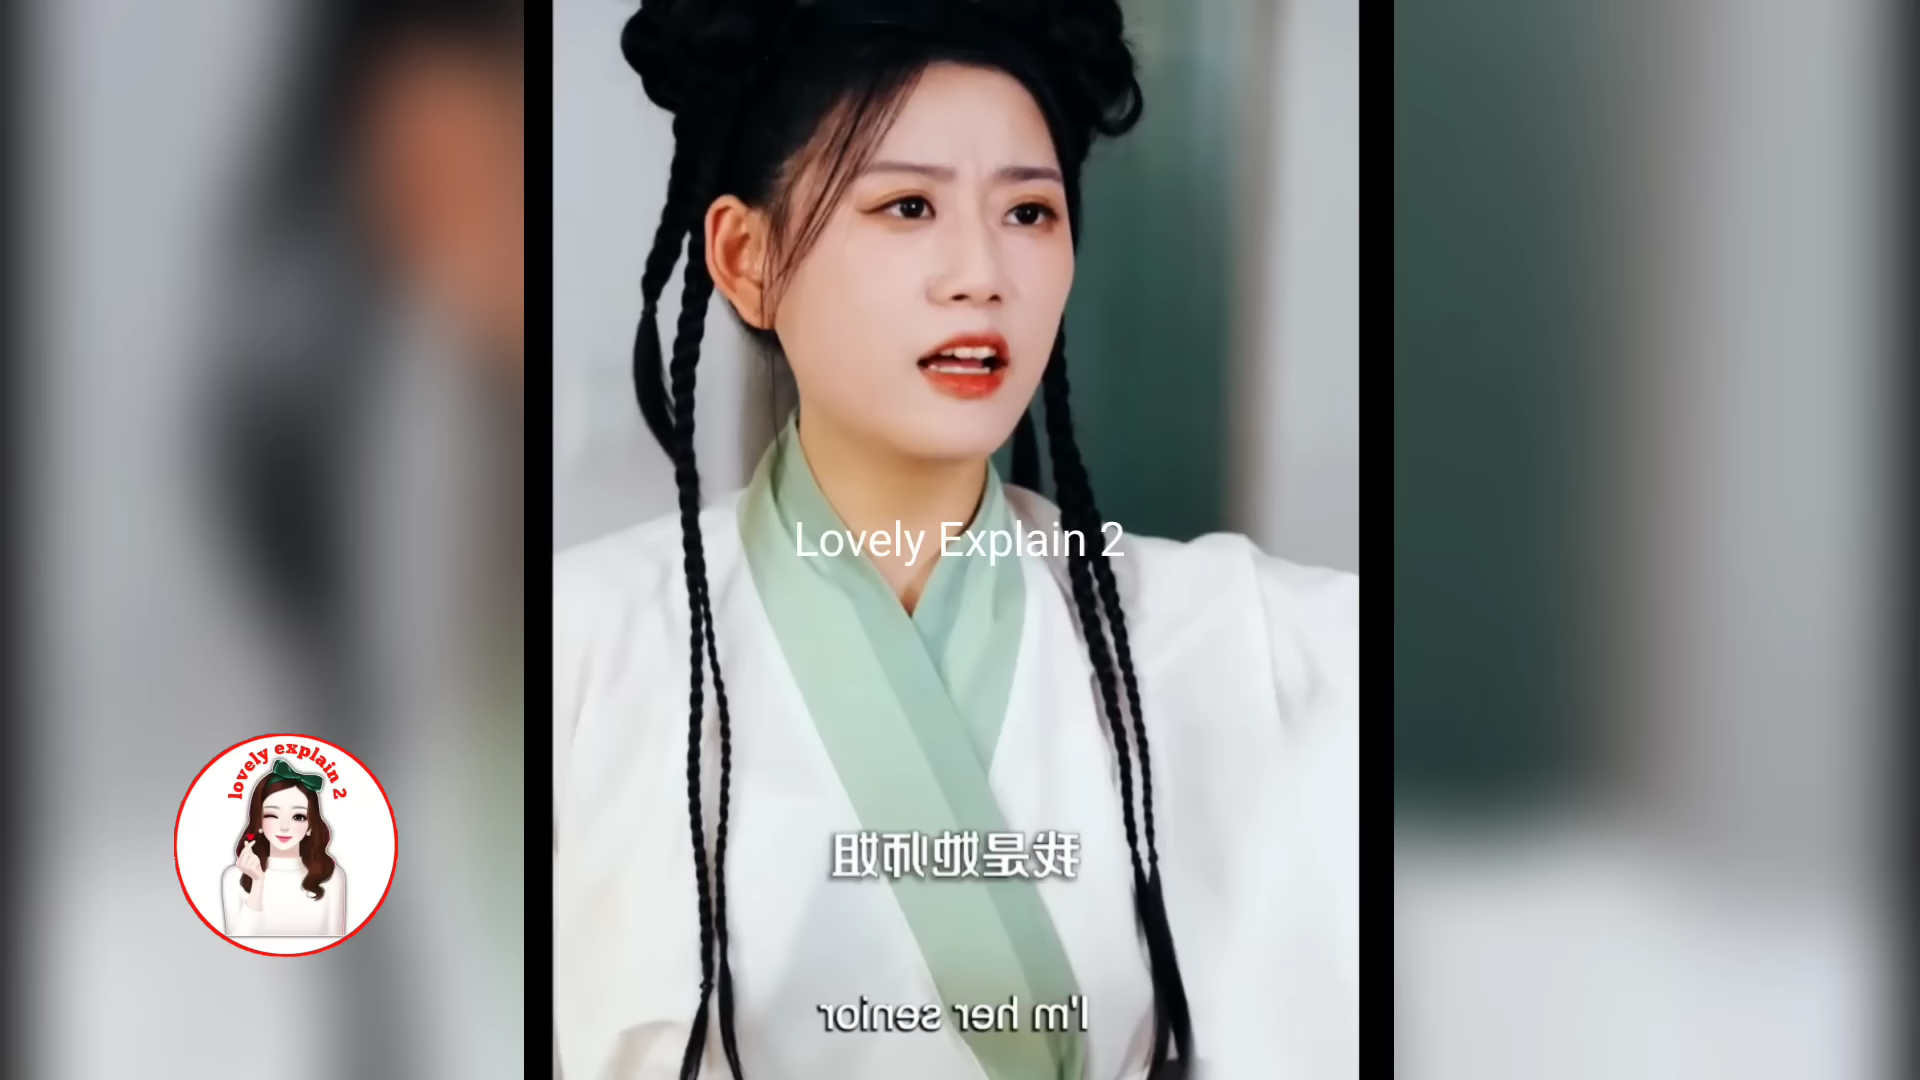 Lovely Explain 2
lovely explain 2
我是她师姐
I'm her senior